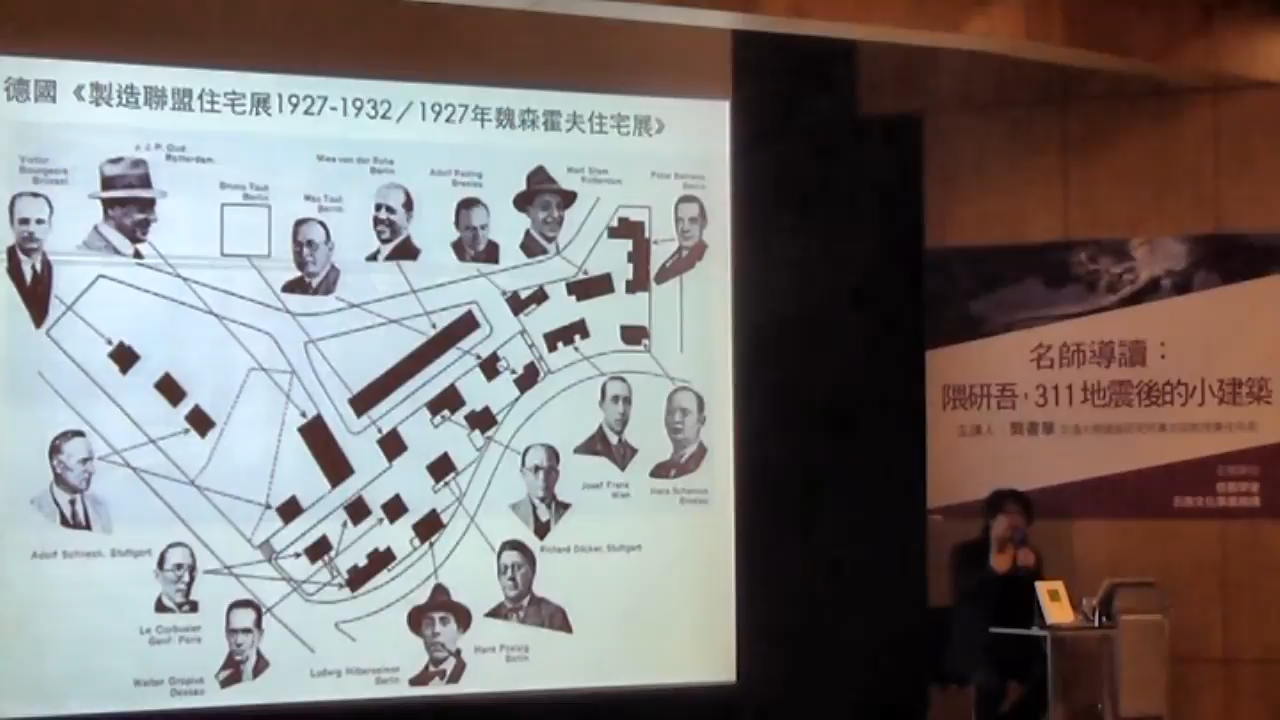 德國《製造聯盟住宅展1927-1932／1927年魏森霍夫住宅展》
Victor
Bourgeois
Brüssel
J. J. P. Oud
Rotterdam
Bruno Taut
Berlin
Max Taut
Berlin
Mies van der Rohe
Berlin
Adolf Rading
Breslau
Mart Stam
Rotterdam
Peter Behrens
Berlin
Josef Frank
Wien
Hans Scharoun
Breslau
Richard Döcker, Stuttgart
Adolf Schneck, Stuttgart
Le Corbusier
Genf: Paris
Walter Gropius
Dessau
Ludwig Hilberseimer
Berlin
Hans Poelzig
Berlin
名師導讀：
隈研吾，311地震後的小建築
主講人